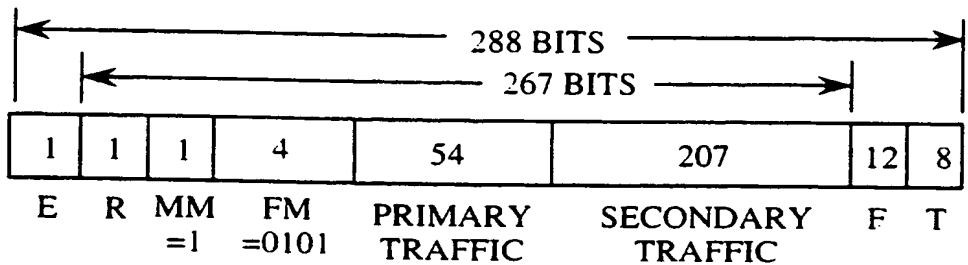 288 BITS
267 BITS
1 1 1 4 54 207 12 8
E R MM FM PRIMARY SECONDARY F T
=1 =0101 TRAFFIC TRAFFIC